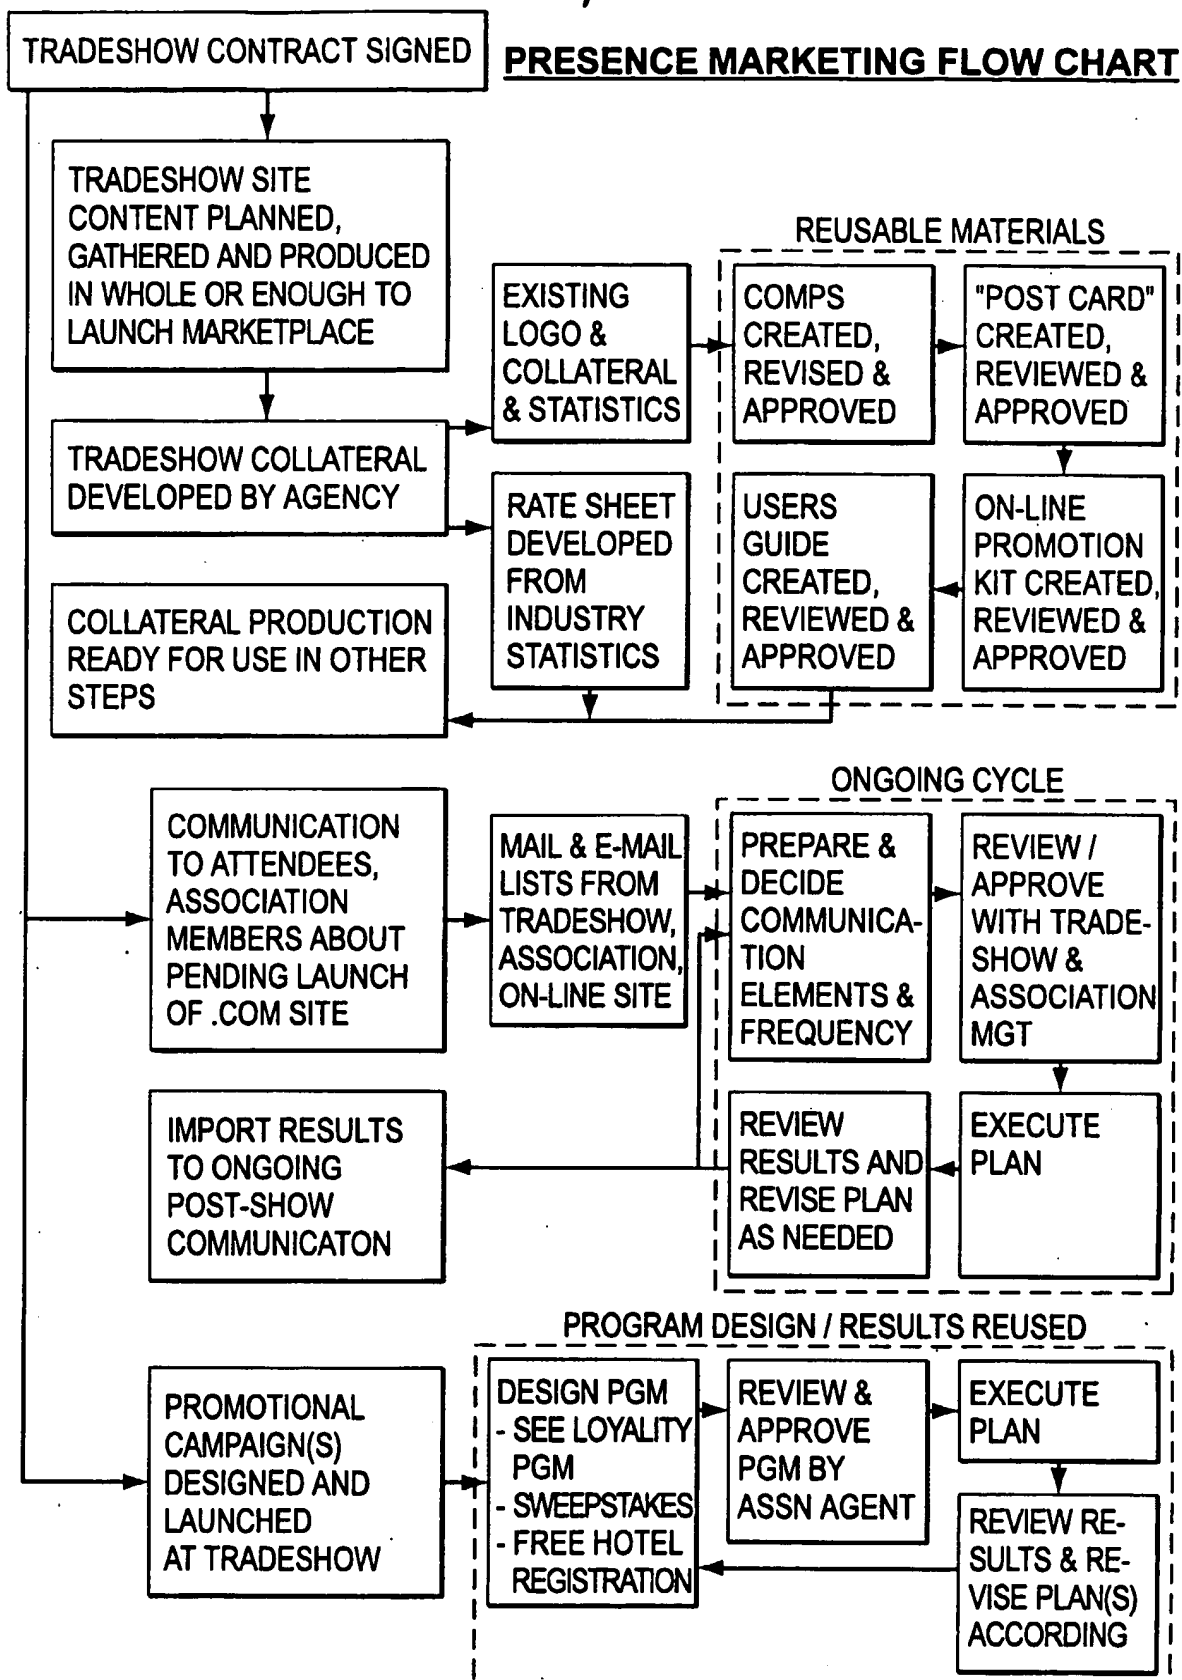 TRADESHOW CONTRACT SIGNED
PRESENCE MARKETING FLOW CHART
TRADESHOW SITE
CONTENT PLANNED,
GATHERED AND PRODUCED
IN WHOLE OR ENOUGH TO
LAUNCH MARKETPLACE
TRADESHOW COLLATERAL
DEVELOPED BY AGENCY
EXISTING
LOGO &
COLLATERAL
& STATISTICS
RATE SHEET
DEVELOPED
FROM
INDUSTRY
STATISTICS
REUSABLE MATERIALS
COMPS
CREATED,
REVISED &
APPROVED
"POST CARD"
CREATED,
REVIEWED &
APPROVED
ON-LINE
PROMOTION
KIT CREATED,
REVIEWED &
APPROVED
USERS
GUIDE
CREATED,
REVIEWED &
APPROVED
COLLATERAL PRODUCTION
READY FOR USE IN OTHER
STEPS
COMMUNICATION
TO ATTENDEES,
ASSOCIATION
MEMBERS ABOUT
PENDING LAUNCH
OF .COM SITE
MAIL & E-MAIL
LISTS FROM
TRADESHOW,
ASSOCIATION,
ON-LINE SITE
ONGOING CYCLE
PREPARE &
DECIDE
COMMUNICA-
TION
ELEMENTS &
FREQUENCY
REVIEW /
APPROVE
WITH TRADE-
SHOW &
ASSOCIATION
MGT
EXECUTE
PLAN
REVIEW
RESULTS AND
REVISE PLAN
AS NEEDED
IMPORT RESULTS
TO ONGOING
POST-SHOW
COMMUNICATON
PROMOTIONAL
CAMPAIGN(S)
DESIGNED AND
LAUNCHED
AT TRADESHOW
PROGRAM DESIGN / RESULTS REUSED
DESIGN PGM
- SEE LOYALITY
PGM
- SWEEPSTAKES
- FREE HOTEL
REGISTRATION
REVIEW &
APPROVE
PGM BY
ASSN AGENT
EXECUTE
PLAN
REVIEW RE-
SULTS & RE-
VISE PLAN(S)
ACCORDING